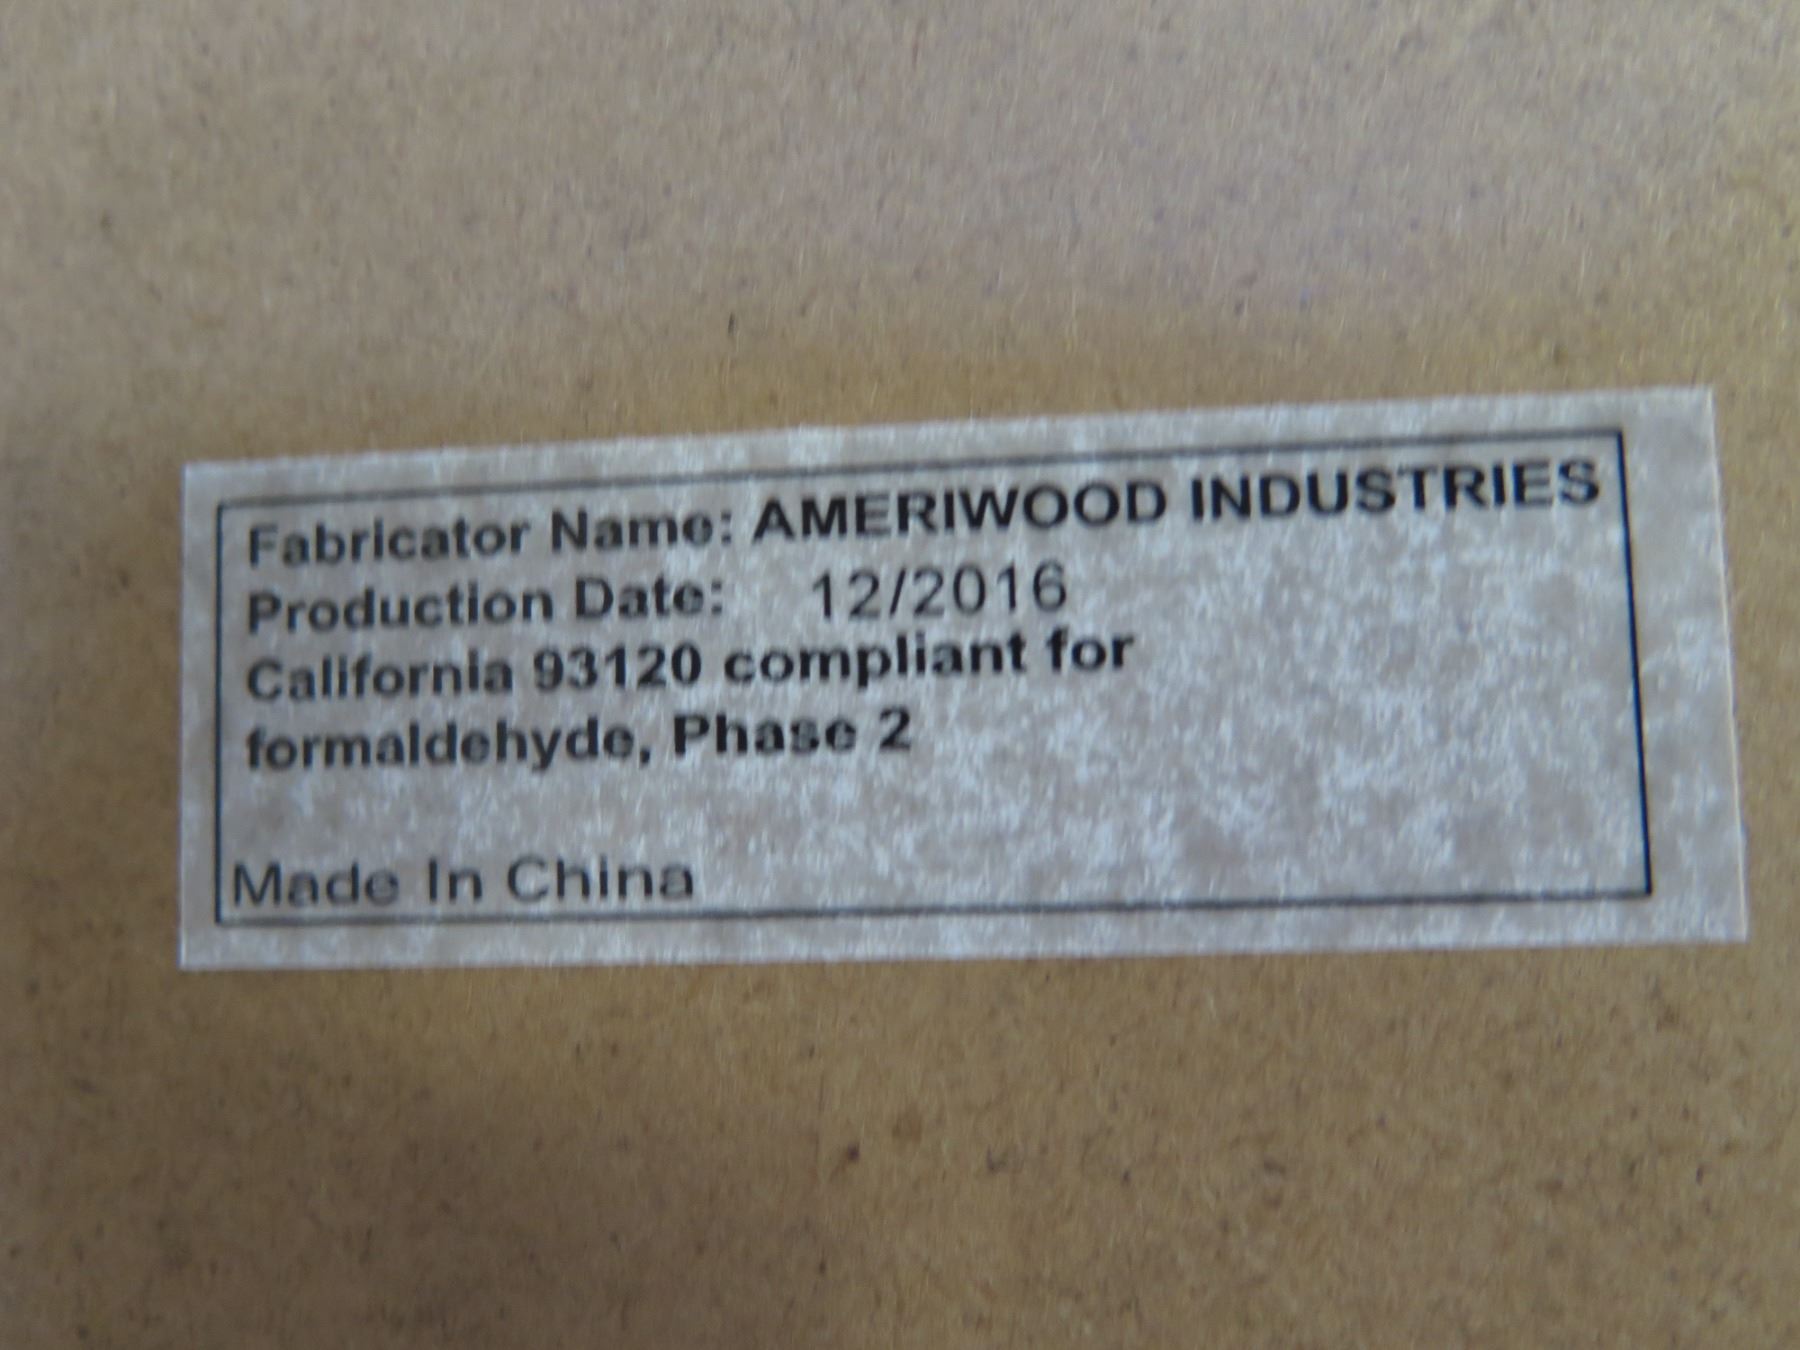 Fabricator Name: AMERIWOOD INDUSTRIES
Production Date: 12/2016
California 93120 compliant for
formaldehyde, Phase 2
Made In China